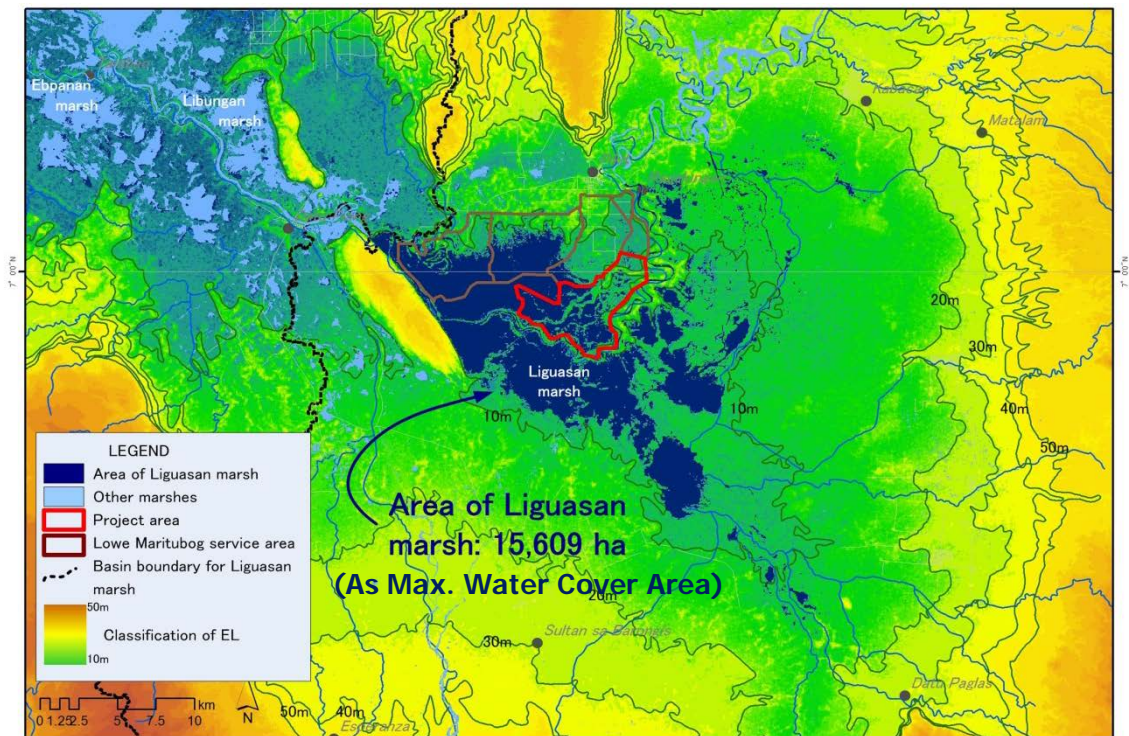 Ebpanan
marsh
Libungan
marsh
Kabasan
Matalam
7° 00'N
7° 00'N
20m
30m
40m
50m
Liguasan
marsh
10m
10m
LEGEND
Area of Liguasan marsh
Other marshes
Project area
Lowe Maritubog service area
Basin boundary for Liguasan
marsh
50m
Classification of EL
10m
Area of Liguasan
marsh: 15,609 ha
(As Max. Water Cover Area)
20m
30m
Sultan sa Barongis
Datu Paglas
km
0 1.25 2.5 5 7.5 10
N
50m
40m
Esperanza